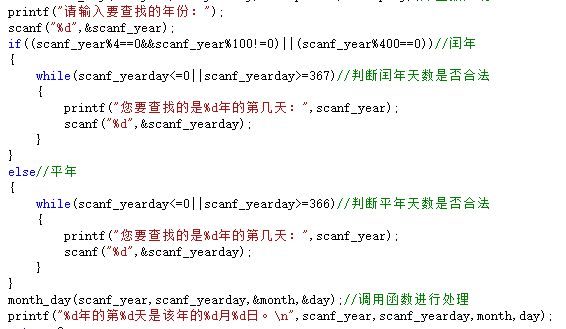 printf("请输入要查找的年份：");
scanf("%d",&scanf_year);
if((scanf_year%4==0&&scanf_year%100!=0)||(scanf_year%400==0))//闰年
{
while(scanf_yearday<=0||scanf_yearday>=367)//判断闰年天数是否合法
{
printf("您要查找的是%d年的第几天：",scanf_year);
scanf("%d",&scanf_yearday);
}
}
else//平年
{
while(scanf_yearday<=0||scanf_yearday>=366)//判断平年天数是否合法
{
printf("您要查找的是%d年的第几天：",scanf_year);
scanf("%d",&scanf_yearday);
}
}
month_day(scanf_year,scanf_yearday,&month,&day);//调用函数进行处理
printf("%d年的第%d天是该年的%d月%d日。\n",scanf_year,scanf_yearday,month,day);